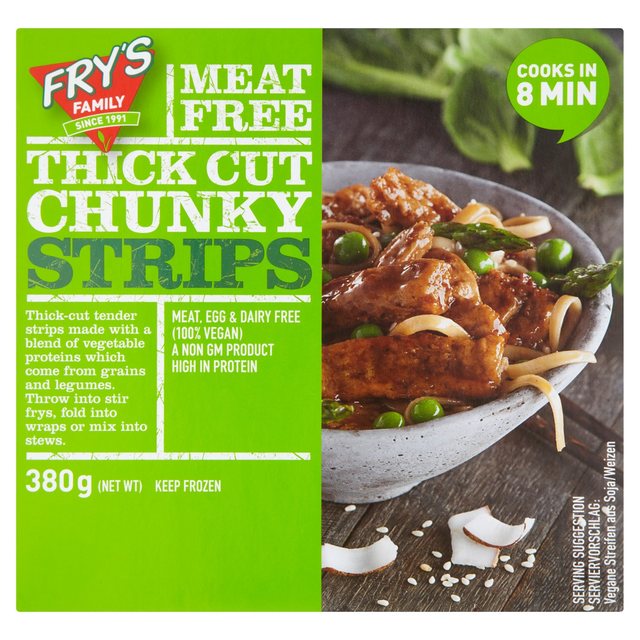 FRY'S
FAMILY
SINCE 1991
MEAT
FREE
THICK CUT
CHUNKY
STRIPS
COOKS IN
8 MIN
Thick-cut tender
strips made with a
blend of vegetable
proteins which
come from grains
and legumes.
Throw into stir
frys, fold into
wraps or mix into
stews.
MEAT, EGG & DAIRY FREE
(100% VEGAN)
A NON GM PRODUCT
HIGH IN PROTEIN
380g (NET WT) KEEP FROZEN
SERVING SUGGESTION
SERVIERVORSCHLAG:
Vegane Streifen aus Soja/Weizen